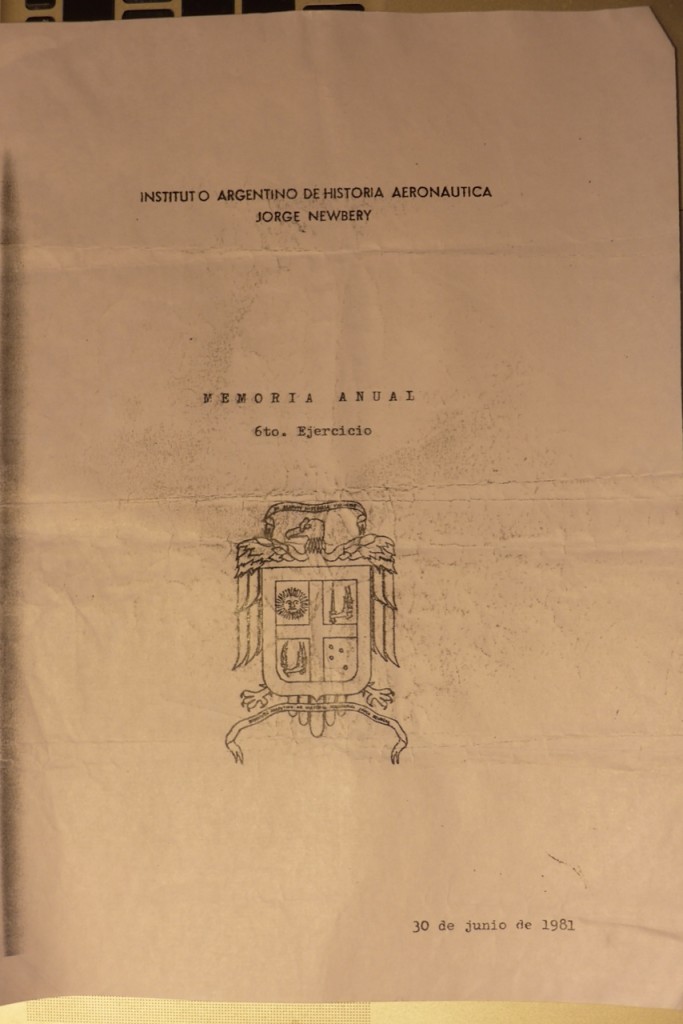 INSTITUTO ARGENTINO DE HISTORIA AERONAUTICA
JORGE NEWBERY
MEMORIA ANUAL
6to. Ejercicio
30 de junio de 1981